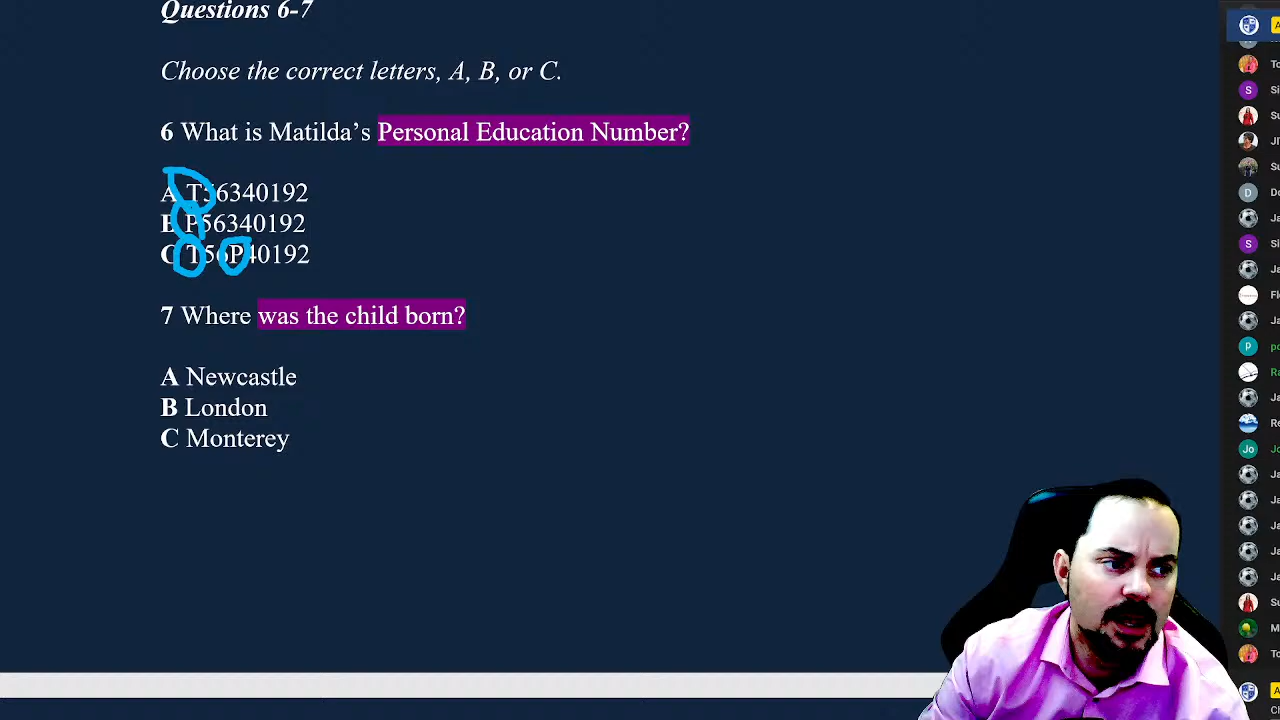 Questions 6-7
Choose the correct letters, A, B, or C.
6 What is Matilda’s Personal Education Number?
A T56340192
B P56340192
C T56P40192
7 Where was the child born?
A Newcastle
B London
C Monterey